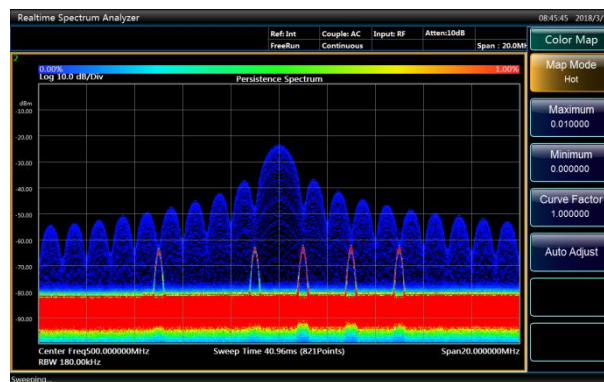 Realtime Spectrum Analyzer
08:45:45 2018/3/
Ref: Int Couple: AC Input: RF Atten:10dB
FreeRun Continuous Span : 20.0MH
Color Map
2
0.00% 1.00%
Log 10.0 dB/Div Persistence Spectrum
Map Mode
Hot
dBm
-10.00
Maximum
0.010000
-20.00
-30.00
Minimum
0.000000
-40.00
Curve Factor
1.000000
-50.00
-60.00
Auto Adjust
-70.00
-80.00
-90.00
Center Freq500.000000MHz Sweep Time 40.96ms (821Points) Span20.000000MHz
RBW 180.00kHz
Sweeping...